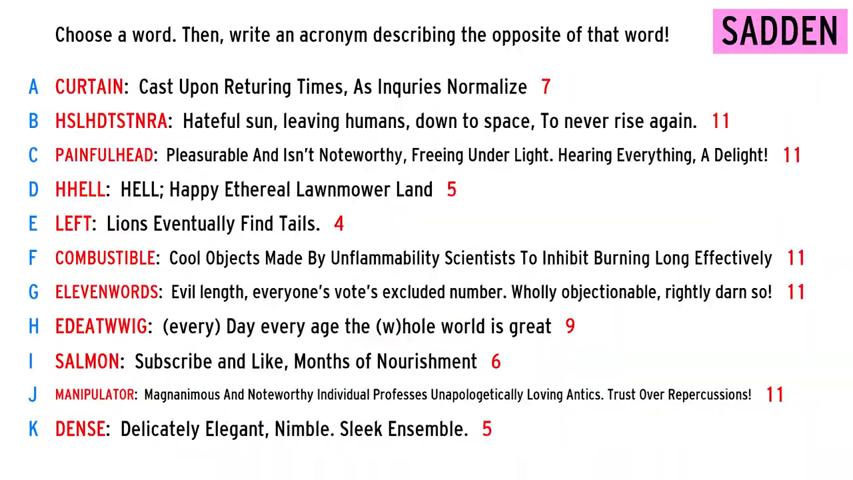 Choose a word. Then, write an acronym describing the opposite of that word!
SADDEN
A CURTAIN: Cast Upon Returing Times, As Inquries Normalize 7
B HSLHDTSTNRA: Hateful sun, leaving humans, down to space, To never rise again. 11
C PAINFULHEAD: Pleasurable And Isn't Noteworthy, Freeing Under Light. Hearing Everything, A Delight! 11
D HHELL: HELL; Happy Ethereal Lawnmower Land 5
E LEFT: Lions Eventually Find Tails. 4
F COMBUSTIBLE: Cool Objects Made By Unflammability Scientists To Inhibit Burning Long Effectively 11
G ELEVENWORDS: Evil length, everyone's vote's excluded number. Wholly objectionable, rightly darn so! 11
H EDEATWWIG: (every) Day every age the (w)hole world is great 9
I SALMON: Subscribe and Like, Months of Nourishment 6
J MANIPULATOR: Magnanimous And Noteworthy Individual Professes Unapologetically Loving Antics. Trust Over Repercussions! 11
K DENSE: Delicately Elegant, Nimble. Sleek Ensemble. 5